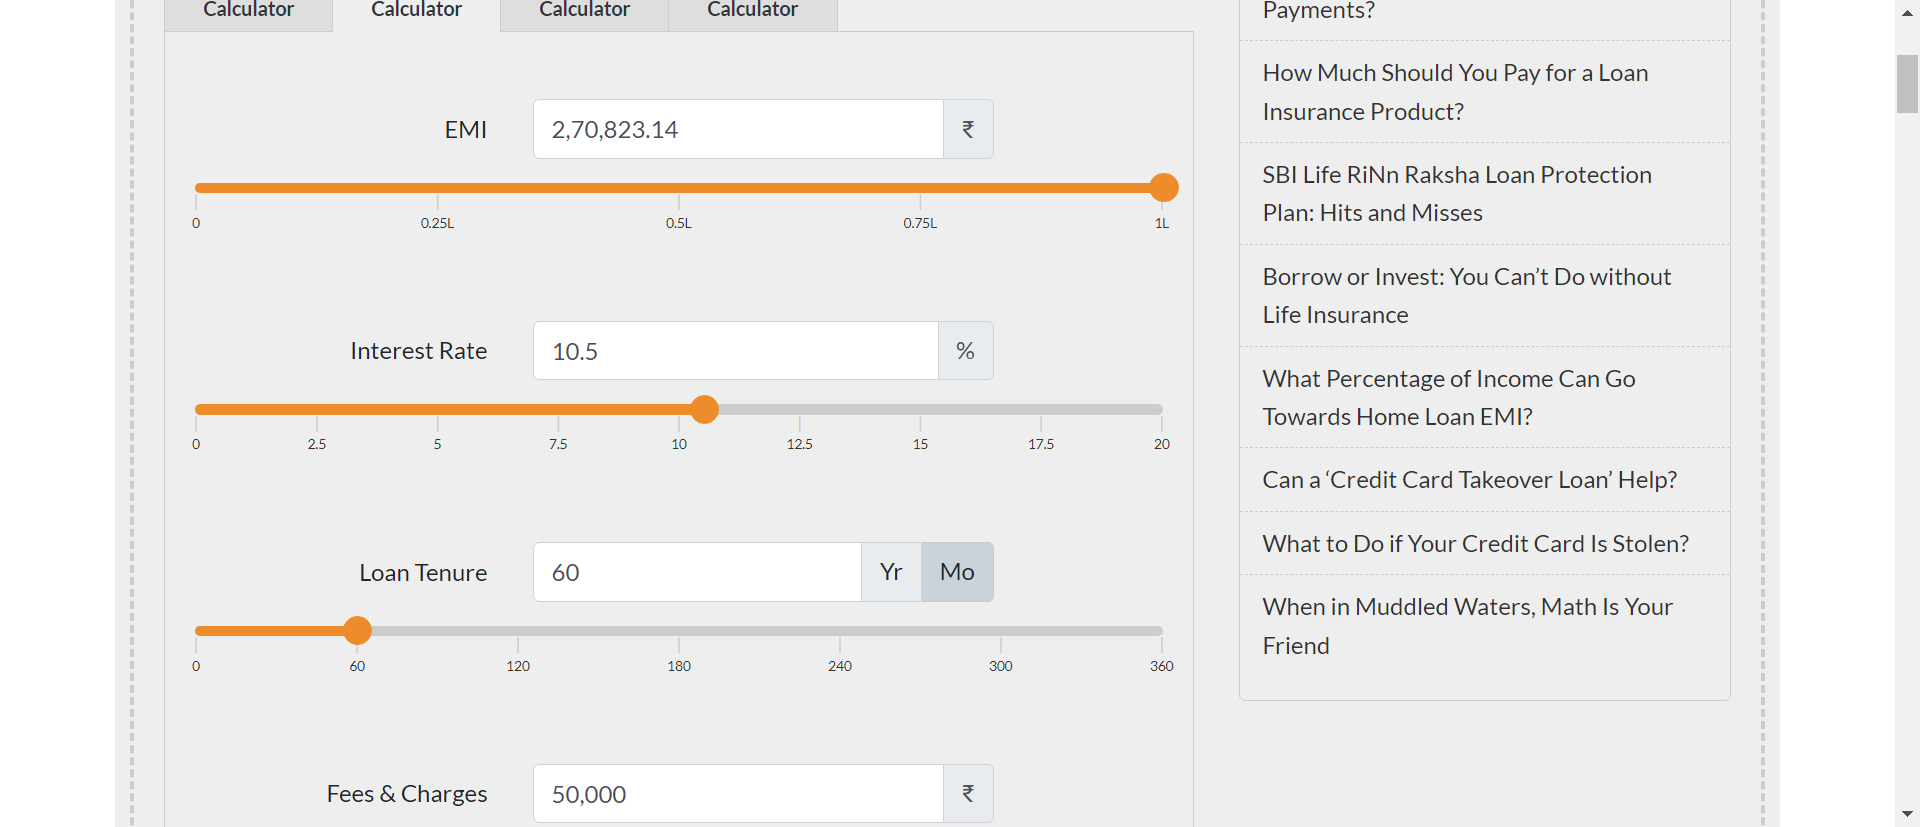 Calculator Calculator Calculator Calculator
EMI 2,70,823.14 ₹
0 0.25L 0.5L 0.75L 1L
Interest Rate 10.5 %
0 2.5 5 7.5 10 12.5 15 17.5 20
Loan Tenure 60 Yr Mo
0 60 120 180 240 300 360
Fees & Charges 50,000 ₹
Payments?
How Much Should You Pay for a Loan
Insurance Product?
SBI Life RiNn Raksha Loan Protection
Plan: Hits and Misses
Borrow or Invest: You Can’t Do without
Life Insurance
What Percentage of Income Can Go
Towards Home Loan EMI?
Can a ‘Credit Card Takeover Loan’ Help?
What to Do if Your Credit Card Is Stolen?
When in Muddled Waters, Math Is Your
Friend